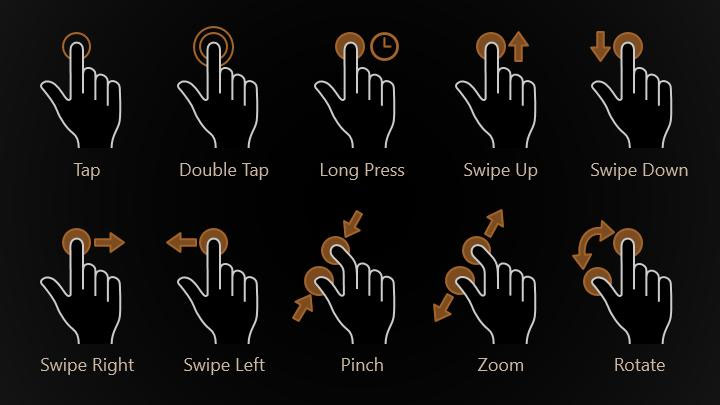 Tap
Double Tap
Long Press
Swipe Up
Swipe Down
Swipe Right
Swipe Left
Pinch
Zoom
Rotate